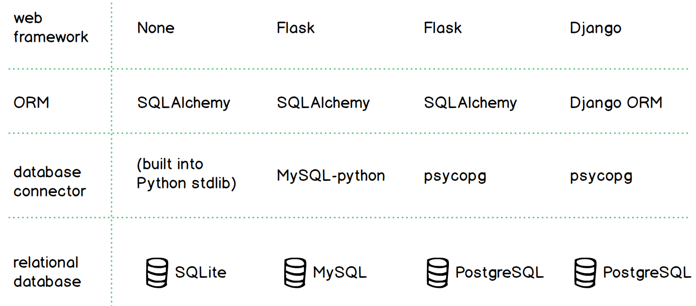 web
framework
None
Flask
Flask
Django
ORM
SQLAlchemy
SQLAlchemy
SQLAlchemy
Django ORM
database
connector
(built into
Python stdlib)
MySQL-python
psycopg
psycopg
relational
database
SQLite
MySQL
PostgreSQL
PostgreSQL